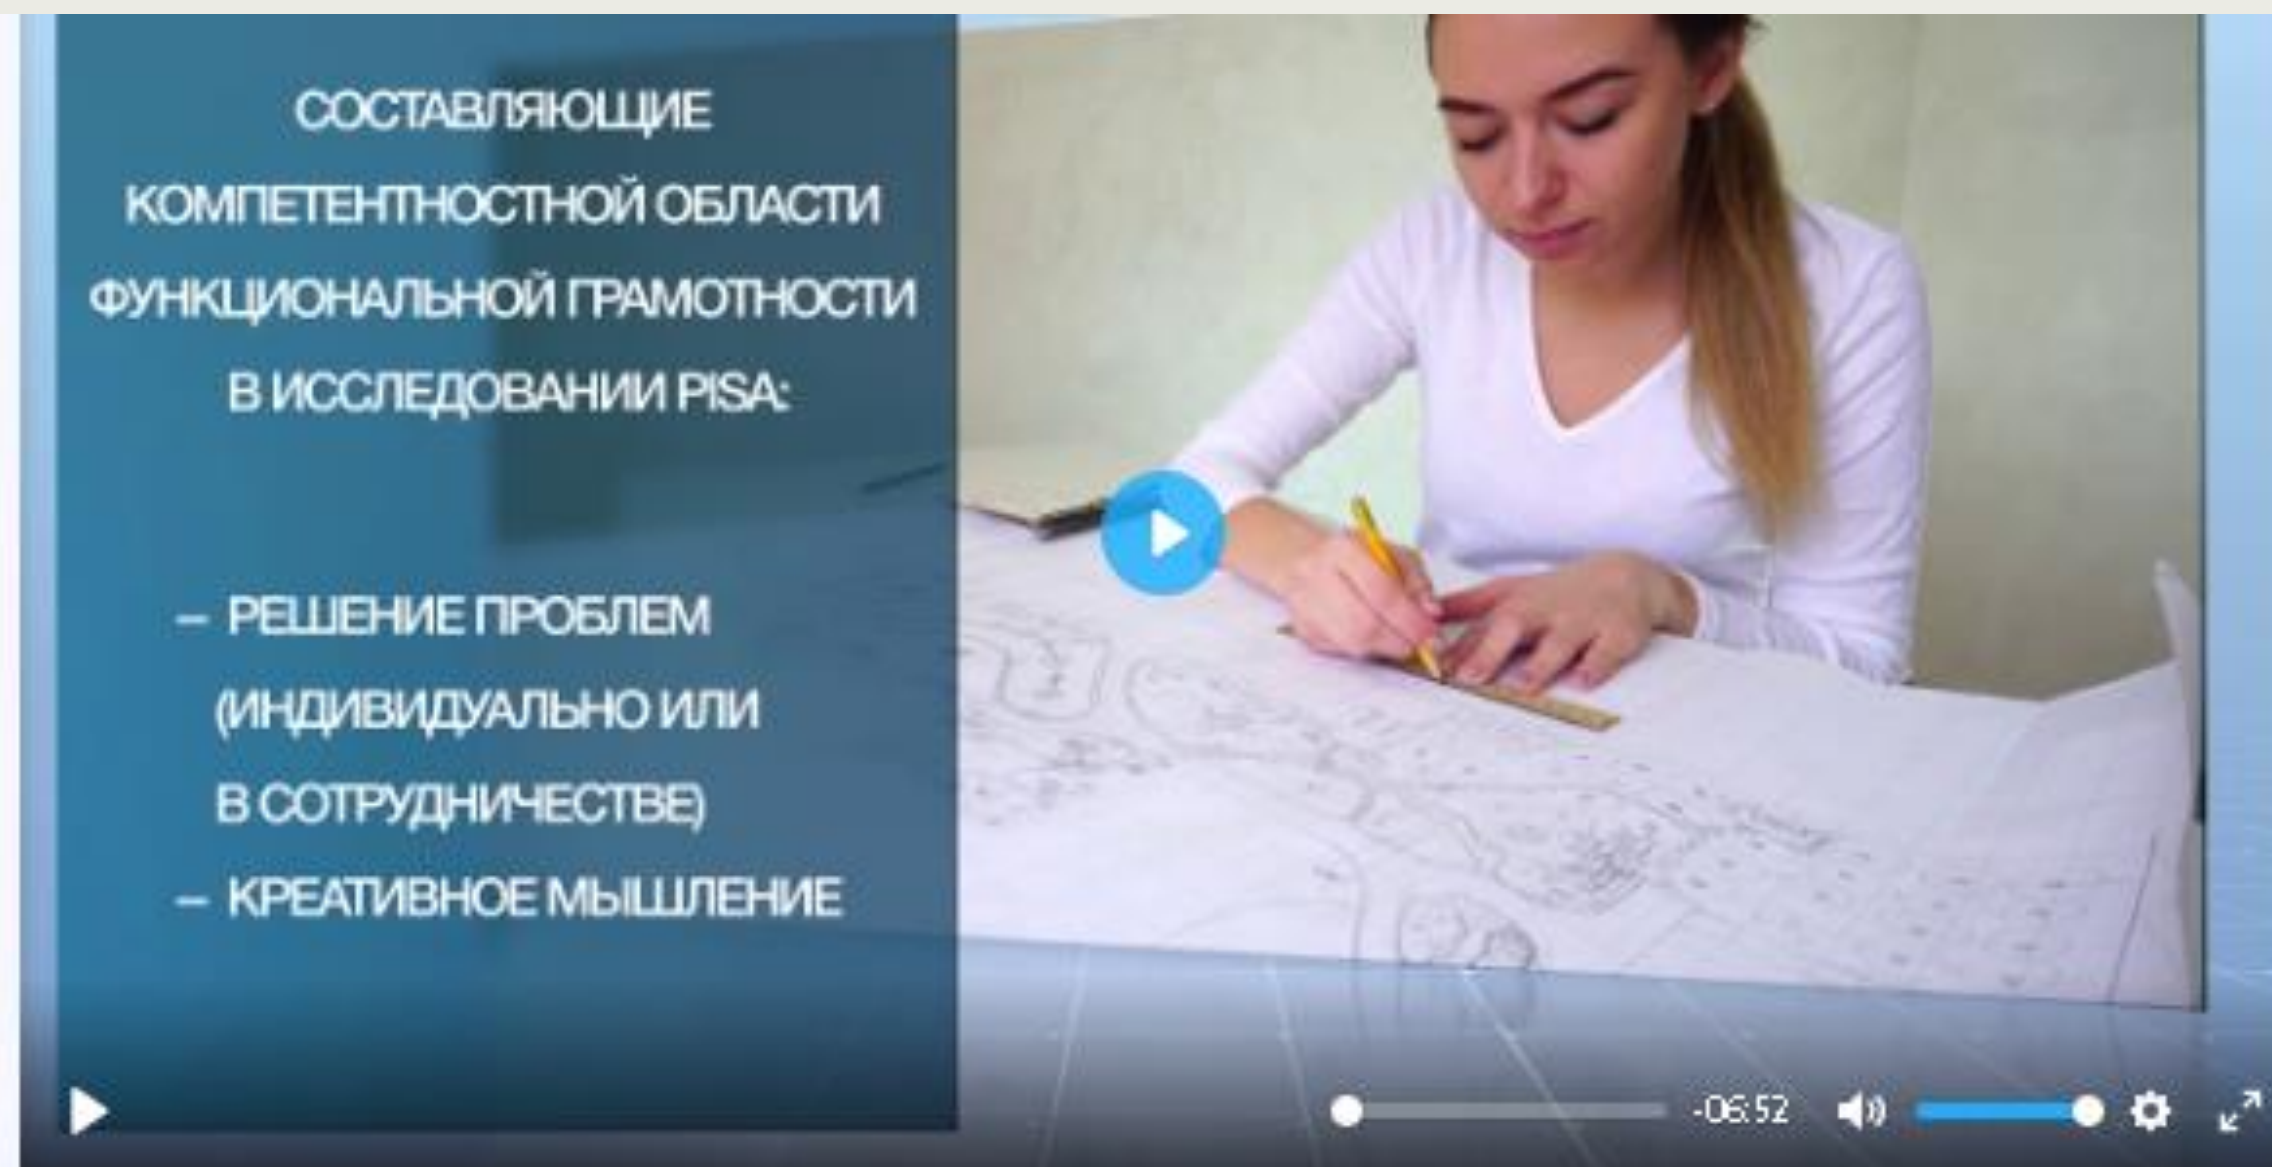 СОСТАВЛЯЮЩИЕ
КОМПЕТЕНТНОСТНОЙ ОБЛАСТИ
ФУНКЦИОНАЛЬНОЙ ГРАМОТНОСТИ
В ИССЛЕДОВАНИИ PISA:
– РЕШЕНИЕ ПРОБЛЕМ
(ИНДИВИДУАЛЬНО ИЛИ
В СОТРУДНИЧЕСТВЕ)
– КРЕАТИВНОЕ МЫШЛЕНИЕ
-06:52